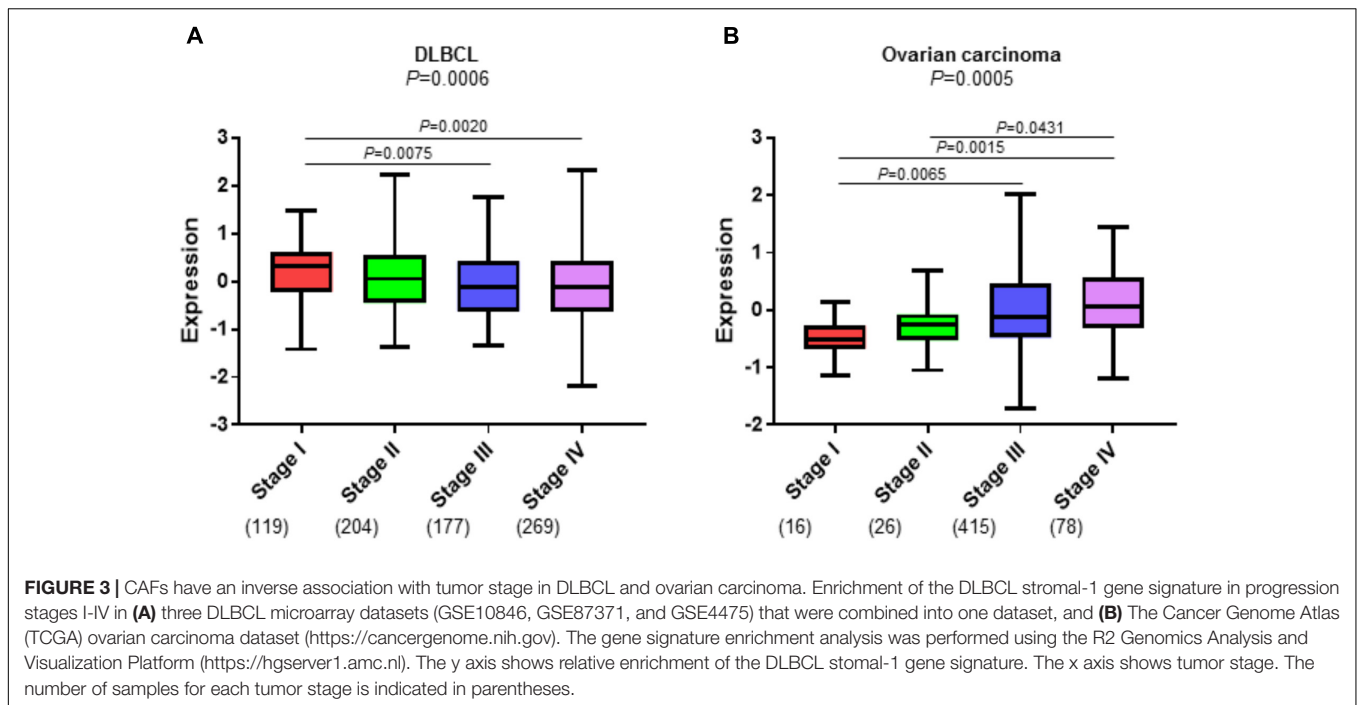 A
DLBCL
P=0.0006
P=0.0020
P=0.0075
3
2
1
0
-1
-2
-3
Expression
Stage I
Stage II
Stage III
Stage IV
(119)
(204)
(177)
(269)
B
Ovarian carcinoma
P=0.0005
P=0.0431
P=0.0015
P=0.0065
3
2
1
0
-1
-2
Expression
Stage I
Stage II
Stage III
Stage IV
(16)
(26)
(415)
(78)
FIGURE 3 | CAFs have an inverse association with tumor stage in DLBCL and ovarian carcinoma. Enrichment of the DLBCL stromal-1 gene signature in progression
stages I-IV in (A) three DLBCL microarray datasets (GSE10846, GSE87371, and GSE4475) that were combined into one dataset, and (B) The Cancer Genome Atlas
(TCGA) ovarian carcinoma dataset (https://cancergenome.nih.gov). The gene signature enrichment analysis was performed using the R2 Genomics Analysis and
Visualization Platform (https://hgserver1.amc.nl). The y axis shows relative enrichment of the DLBCL stomal-1 gene signature. The x axis shows tumor stage. The
number of samples for each tumor stage is indicated in parentheses.